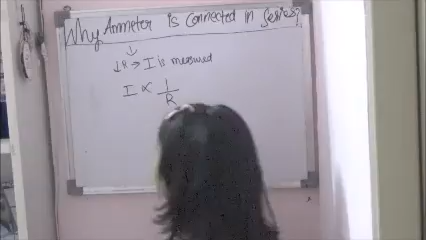 Why Ammeter is Connected in Series?
↓
↓R → I is measured
I ∝ 1/R